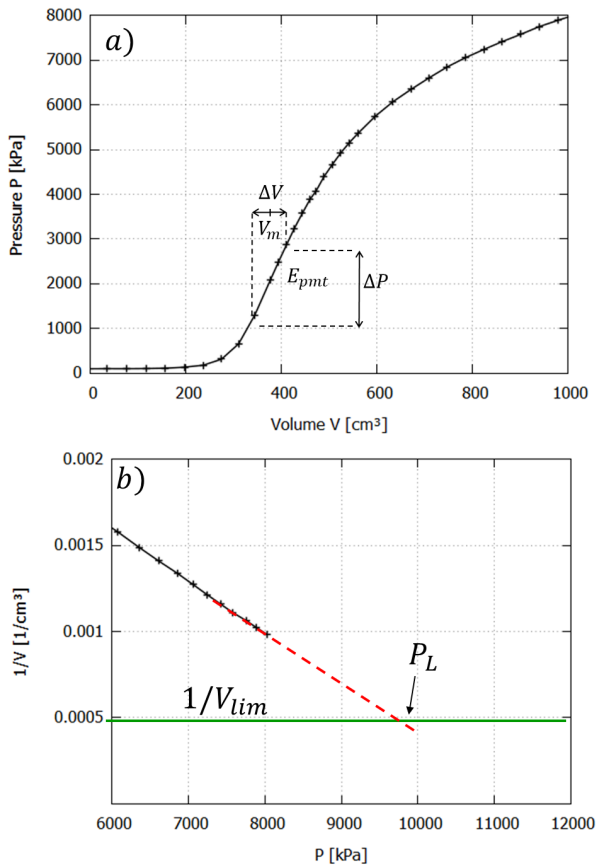 a)
8000
7000
6000
5000
4000
3000
2000
1000
0
Pressure P [kPa]
ΔV
V_m
E_pmt
ΔP
0 200 400 600 800 1000
Volume V [cm³]
b)
0.002
0.0015
0.001
0.0005
1/V [1/cm³]
P_L
1/V_lim
6000 7000 8000 9000 10000 11000 12000
P [kPa]